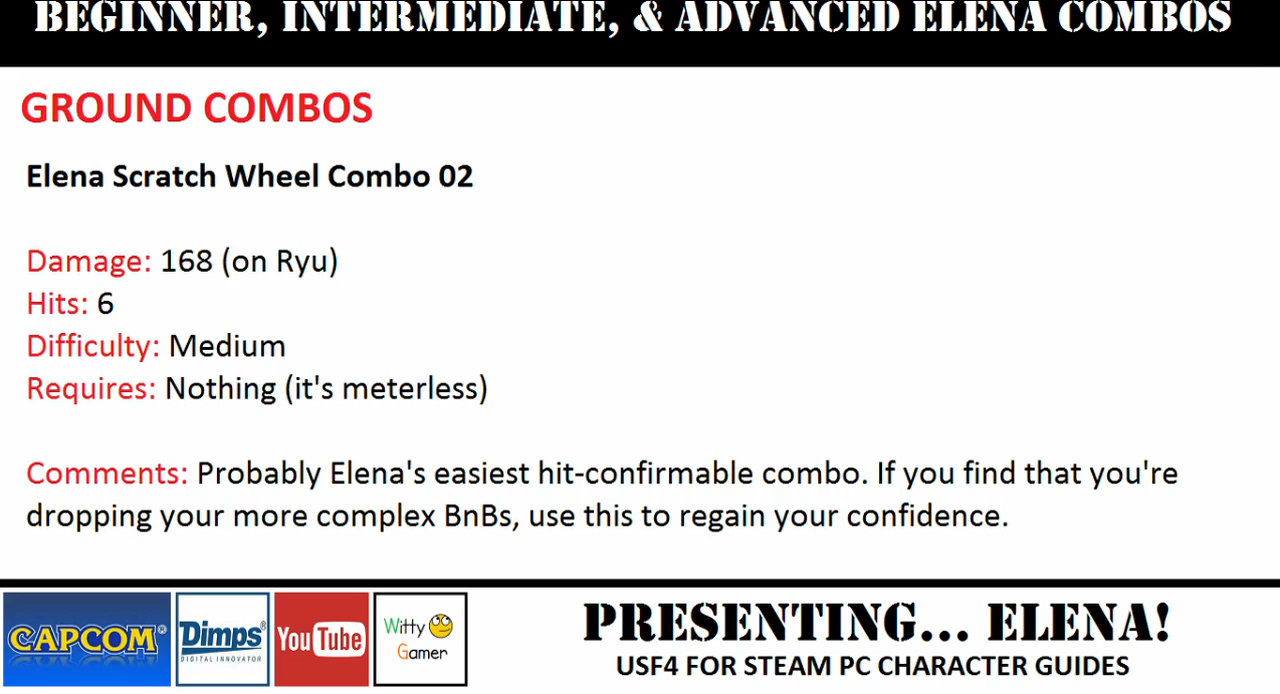 BEGINNER, INTERMEDIATE, & ADVANCED ELENA COMBOS
GROUND COMBOS
Elena Scratch Wheel Combo 02
Damage: 168 (on Ryu)
Hits: 6
Difficulty: Medium
Requires: Nothing (it's meterless)
Comments: Probably Elena's easiest hit-confirmable combo. If you find that you're
dropping your more complex BnBs, use this to regain your confidence.
CAPCOM®
Dimps®
DIGITAL INNOVATOR
YouTube
Witty
Gamer
PRESENTING... ELENA!
USF4 FOR STEAM PC CHARACTER GUIDES